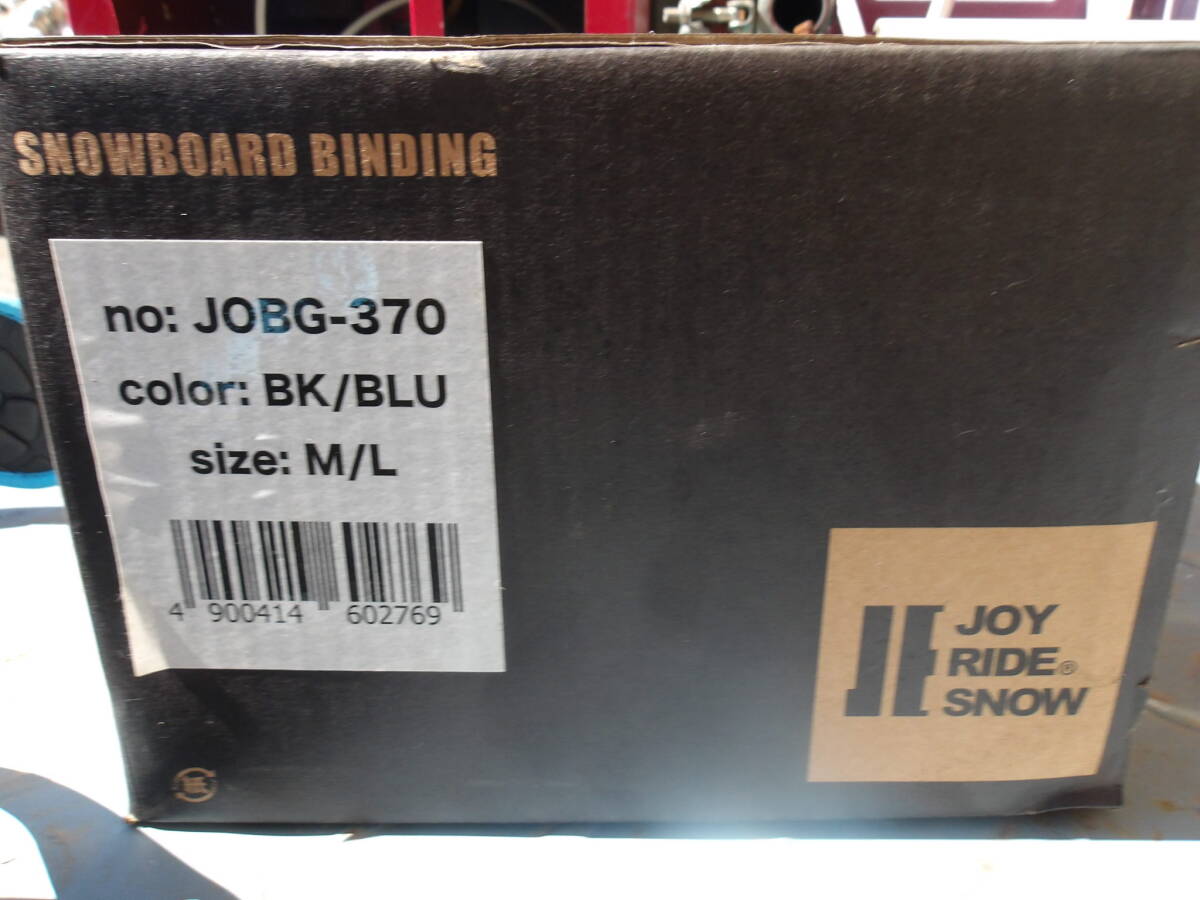 SNOWBOARD BINDING
no: JOBG-370
color: BK/BLU
size: M/L
4 900414 602769
JOY
RIDE®
SNOW